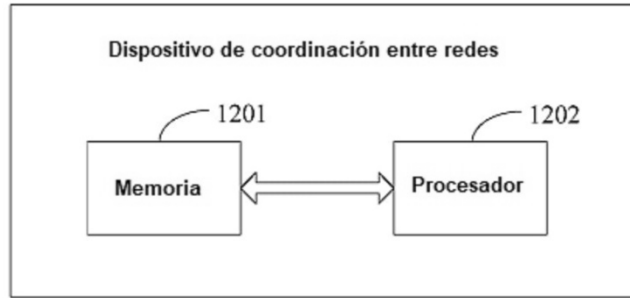 Dispositivo de coordinación entre redes
1201
1202
Memoria
Procesador